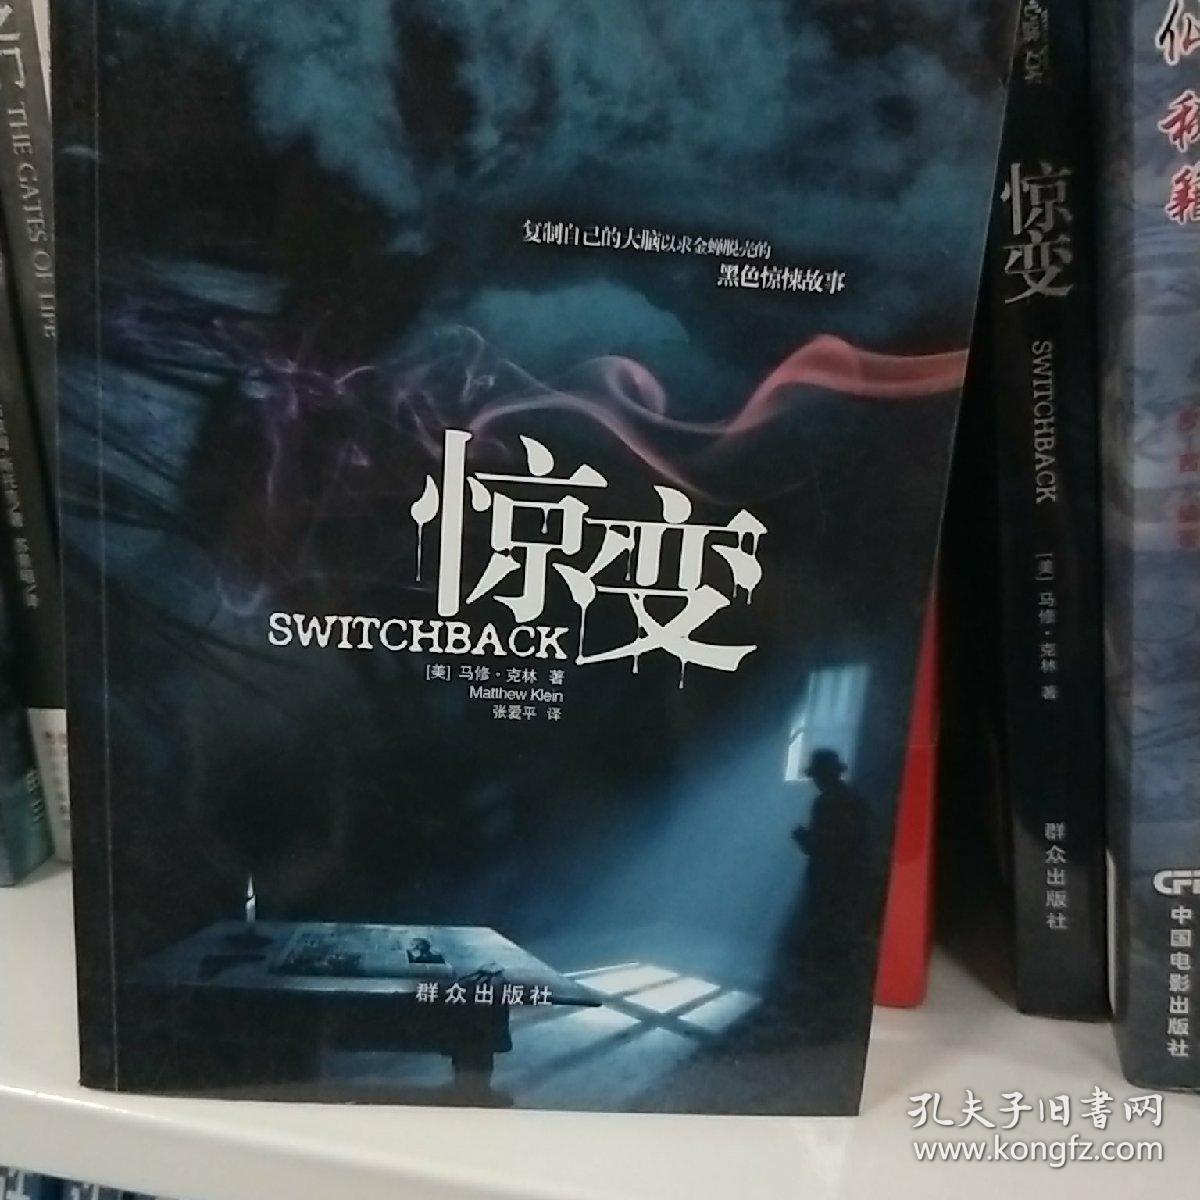 复制自己的大脑以求金蝉脱壳的
黑色惊悚故事
惊变
SWITCHBACK
[美] 马修·克林 著
Matthew Klein
张爱平 译
群众出版社
门 THE GATES OF LIFE
惊变 SWITCHBACK [美] 马修·克林 著 群众出版社
仙
籍
中国电影出版社
孔夫子旧书网
www.kongfz.com